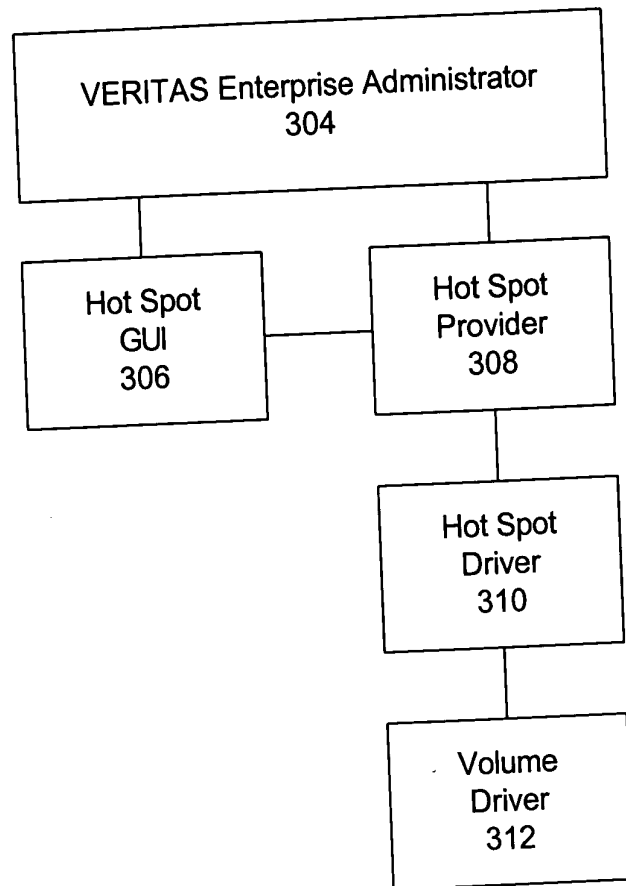 VERITAS Enterprise Administrator
304
Hot Spot
GUI
306
Hot Spot
Provider
308
Hot Spot
Driver
310
Volume
Driver
312